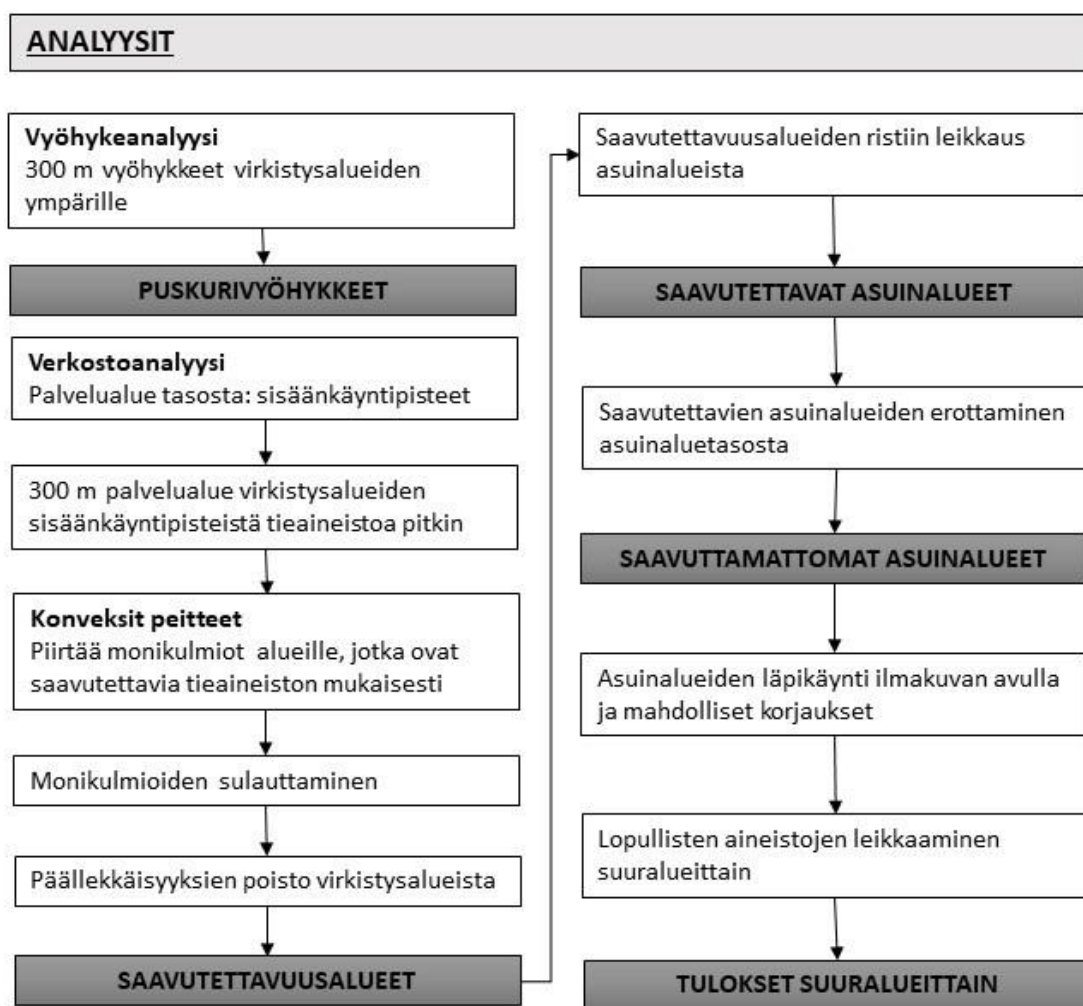 ANALYYSIT
Vyöhykeanalyysi
300 m vyöhykkeet virkistysalueiden
ympärille
PUSKURIVYÖHYKKEET
Verkostoanalyysi
Palvelualue tasosta: sisäänkäyntipisteet
300 m palvelualue virkistysalueiden
sisäänkäyntipisteistä tieaineistoa pitkin
Konveksit peitteet
Piirtää monikulmiot alueille, jotka ovat
saavutettavia tieaineiston mukaisesti
Monikulmioiden sulauttaminen
Päällekkäisyyksien poisto virkistysalueista
SAAVUTETTAVUUSALUEET
Saavutettavuusalueiden ristiin leikkaus
asuinalueista
SAAVUTETTAVAT ASUINALUEET
Saavutettavien asuinalueiden erottaminen
asuinaluetasosta
SAAVUTTAMATTOMAT ASUINALUEET
Asuinalueiden läpikäynti ilmakuvan avulla
ja mahdolliset korjaukset
Lopullisten aineistojen leikkaaminen
suuralueittain
TULOKSET SUURALUEITTAIN